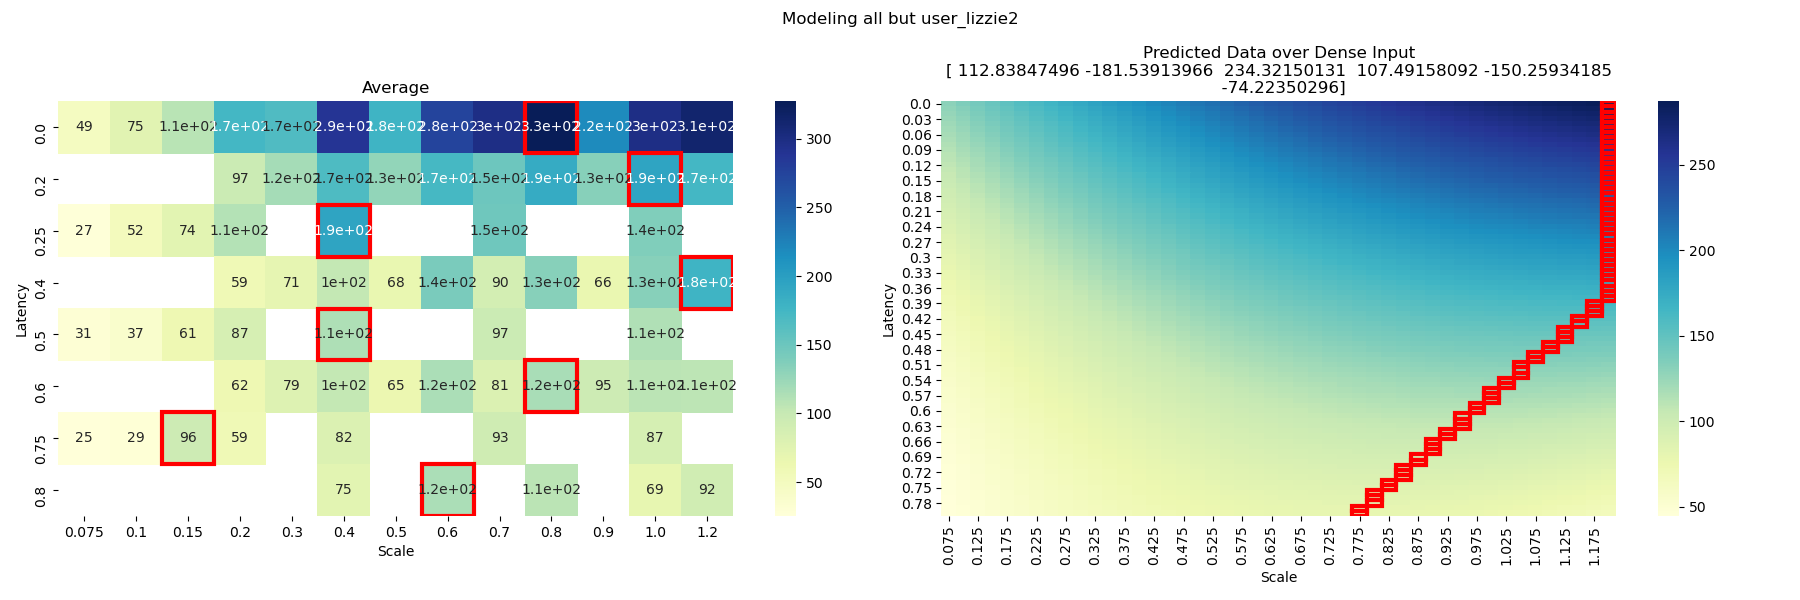 Modeling all but user_lizzie2
Average
0.0 49 75 1.1e+02 1.7e+02 1.7e+02 2.9e+02 1.8e+02 2.8e+02 3e+02 3.3e+02 2.2e+02 3e+02 3.1e+02
0.2 97 1.2e+02 1.7e+02 1.3e+02 1.7e+02 1.5e+02 1.9e+02 1.3e+02 1.9e+02 1.7e+02
0.25 27 52 74 1.1e+02 1.9e+02 1.5e+02 1.4e+02
0.4 59 71 1e+02 68 1.4e+02 90 1.3e+02 66 1.3e+02 1.8e+02
0.5 31 37 61 87 1.1e+02 97 1.1e+02
0.6 62 79 1e+02 65 1.2e+02 81 1.2e+02 95 1.1e+02 1.1e+02
0.75 25 29 96 59 82 93 87
0.8 75 1.2e+02 1.1e+02 69 92
Latency
0.075 0.1 0.15 0.2 0.3 0.4 0.5 0.6 0.7 0.8 0.9 1.0 1.2
Scale
300
250
200
150
100
50
Predicted Data over Dense Input
[ 112.83847496 -181.53913966 234.32150131 107.49158092 -150.25934185
-74.22350296]
0.0
0.03
0.06
0.09
0.12
0.15
0.18
0.21
0.24
0.27
0.3
0.33
0.36
0.39
0.42
0.45
0.48
0.51
0.54
0.57
0.6
0.63
0.66
0.69
0.72
0.75
0.78
Latency
0.075 0.125 0.175 0.225 0.275 0.325 0.375 0.425 0.475 0.525 0.575 0.625 0.675 0.725 0.775 0.825 0.875 0.925 0.975 1.025 1.075 1.125 1.175
Scale
250
200
150
100
50